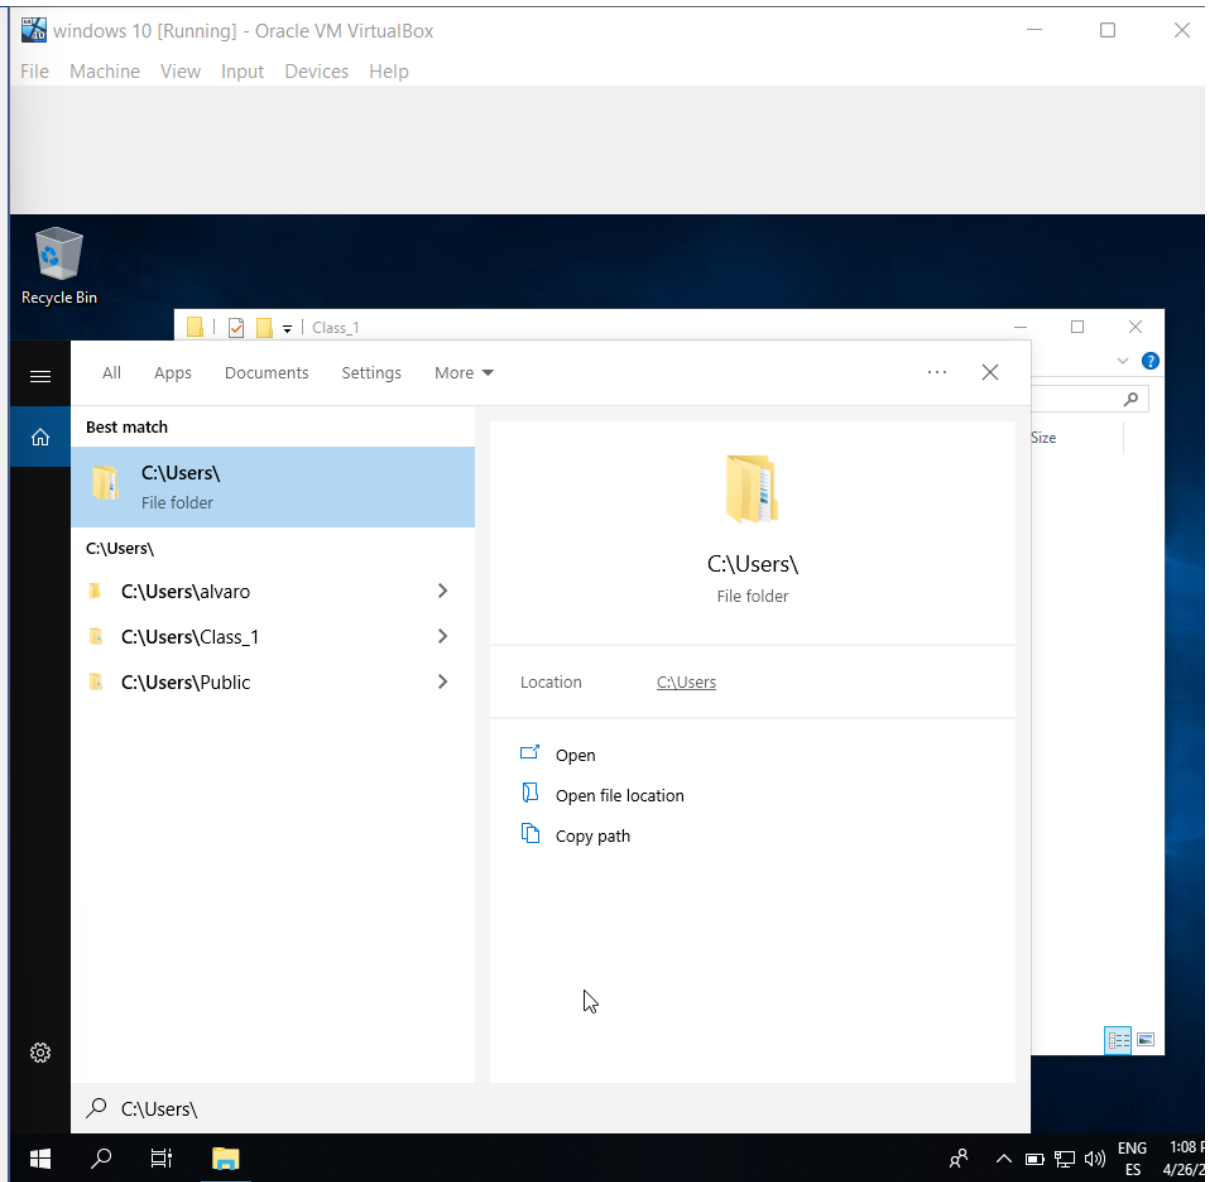 windows 10 [Running] - Oracle VM VirtualBox
File Machine View Input Devices Help
Recycle Bin
Class_1
All Apps Documents Settings More
Best match
C:\Users\
File folder
C:\Users\
C:\Users\alvaro
C:\Users\Class_1
C:\Users\Public
C:\Users\
File folder
Location C:\Users
Open
Open file location
Copy path
Size
C:\Users\
ENG
ES
1:08 P
4/26/2